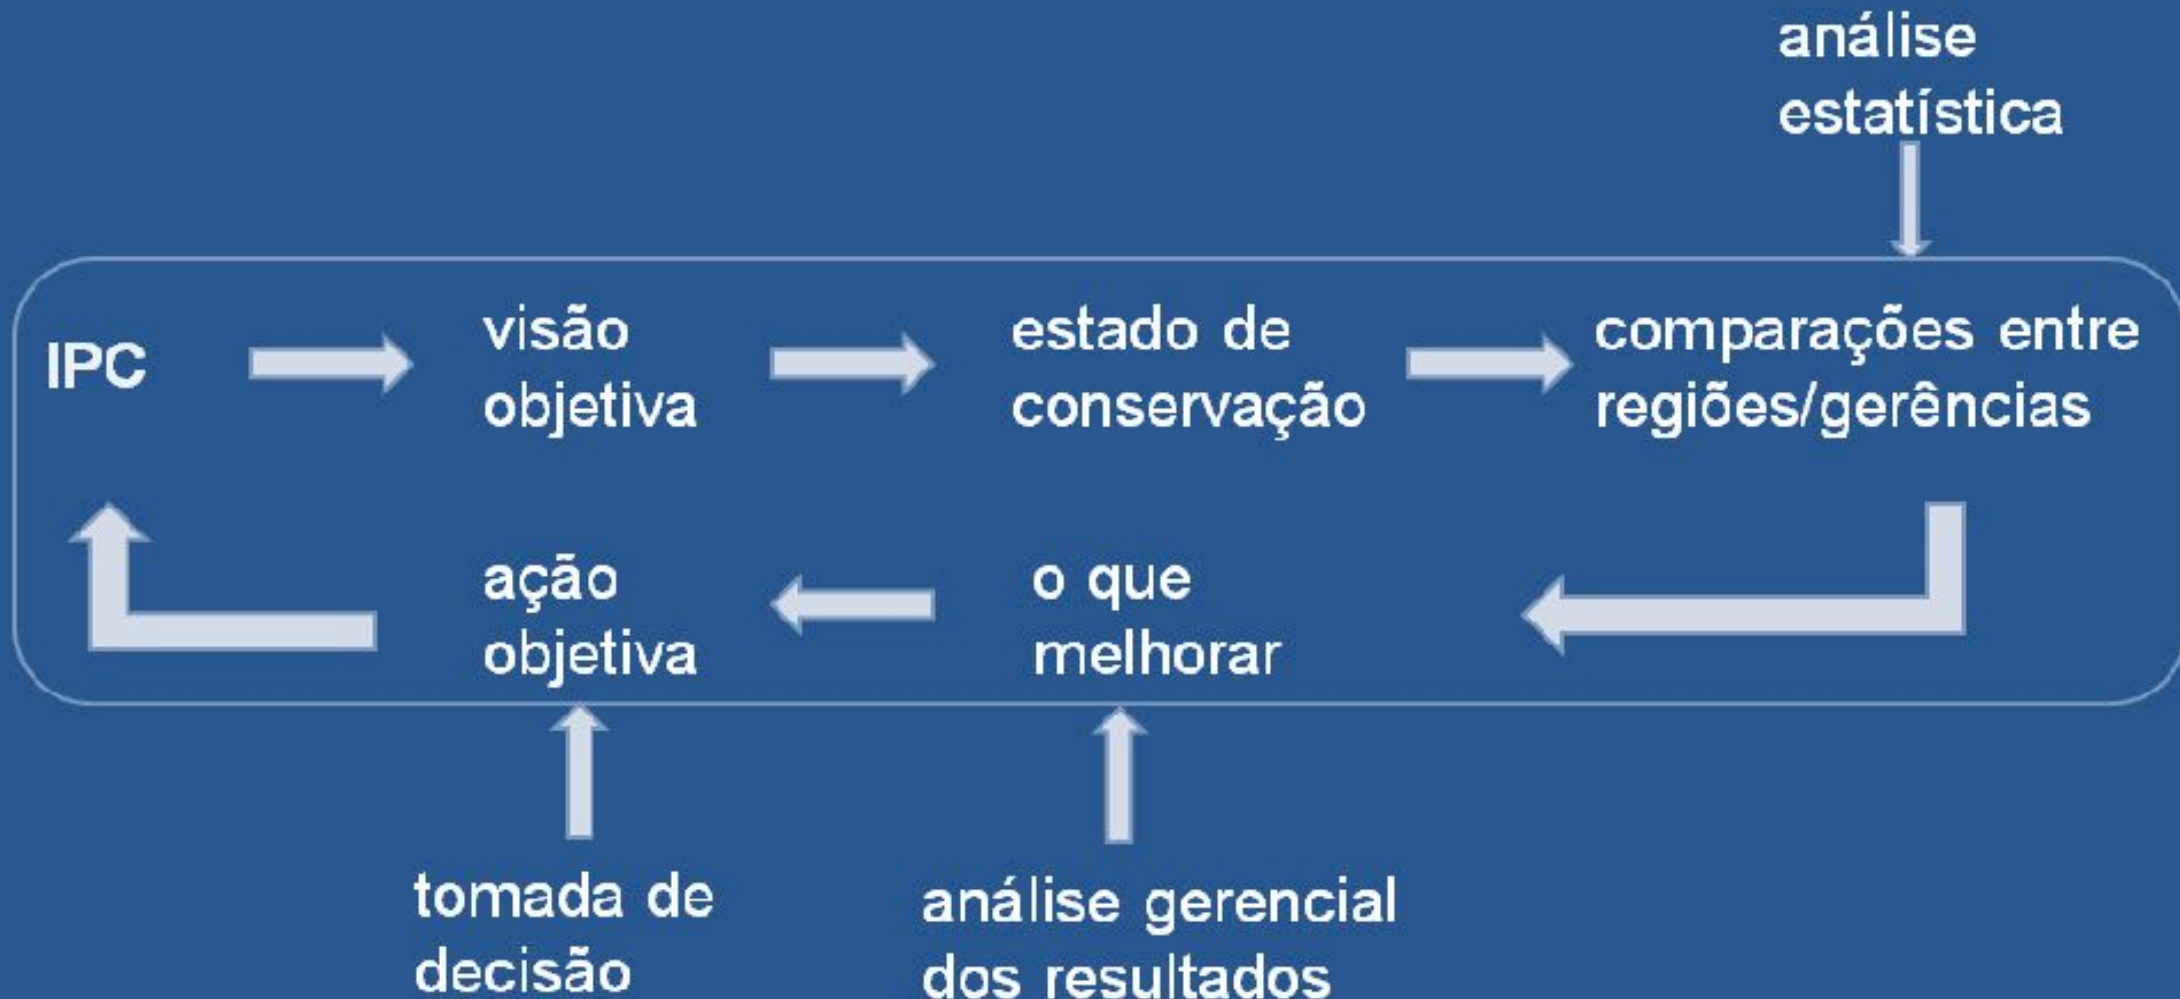 análise
estatística
IPC
visão
objetiva
estado de
conservação
comparações entre
regiões/gerências
ação
objetiva
o que
melhorar
tomada de
decisão
análise gerencial
dos resultados